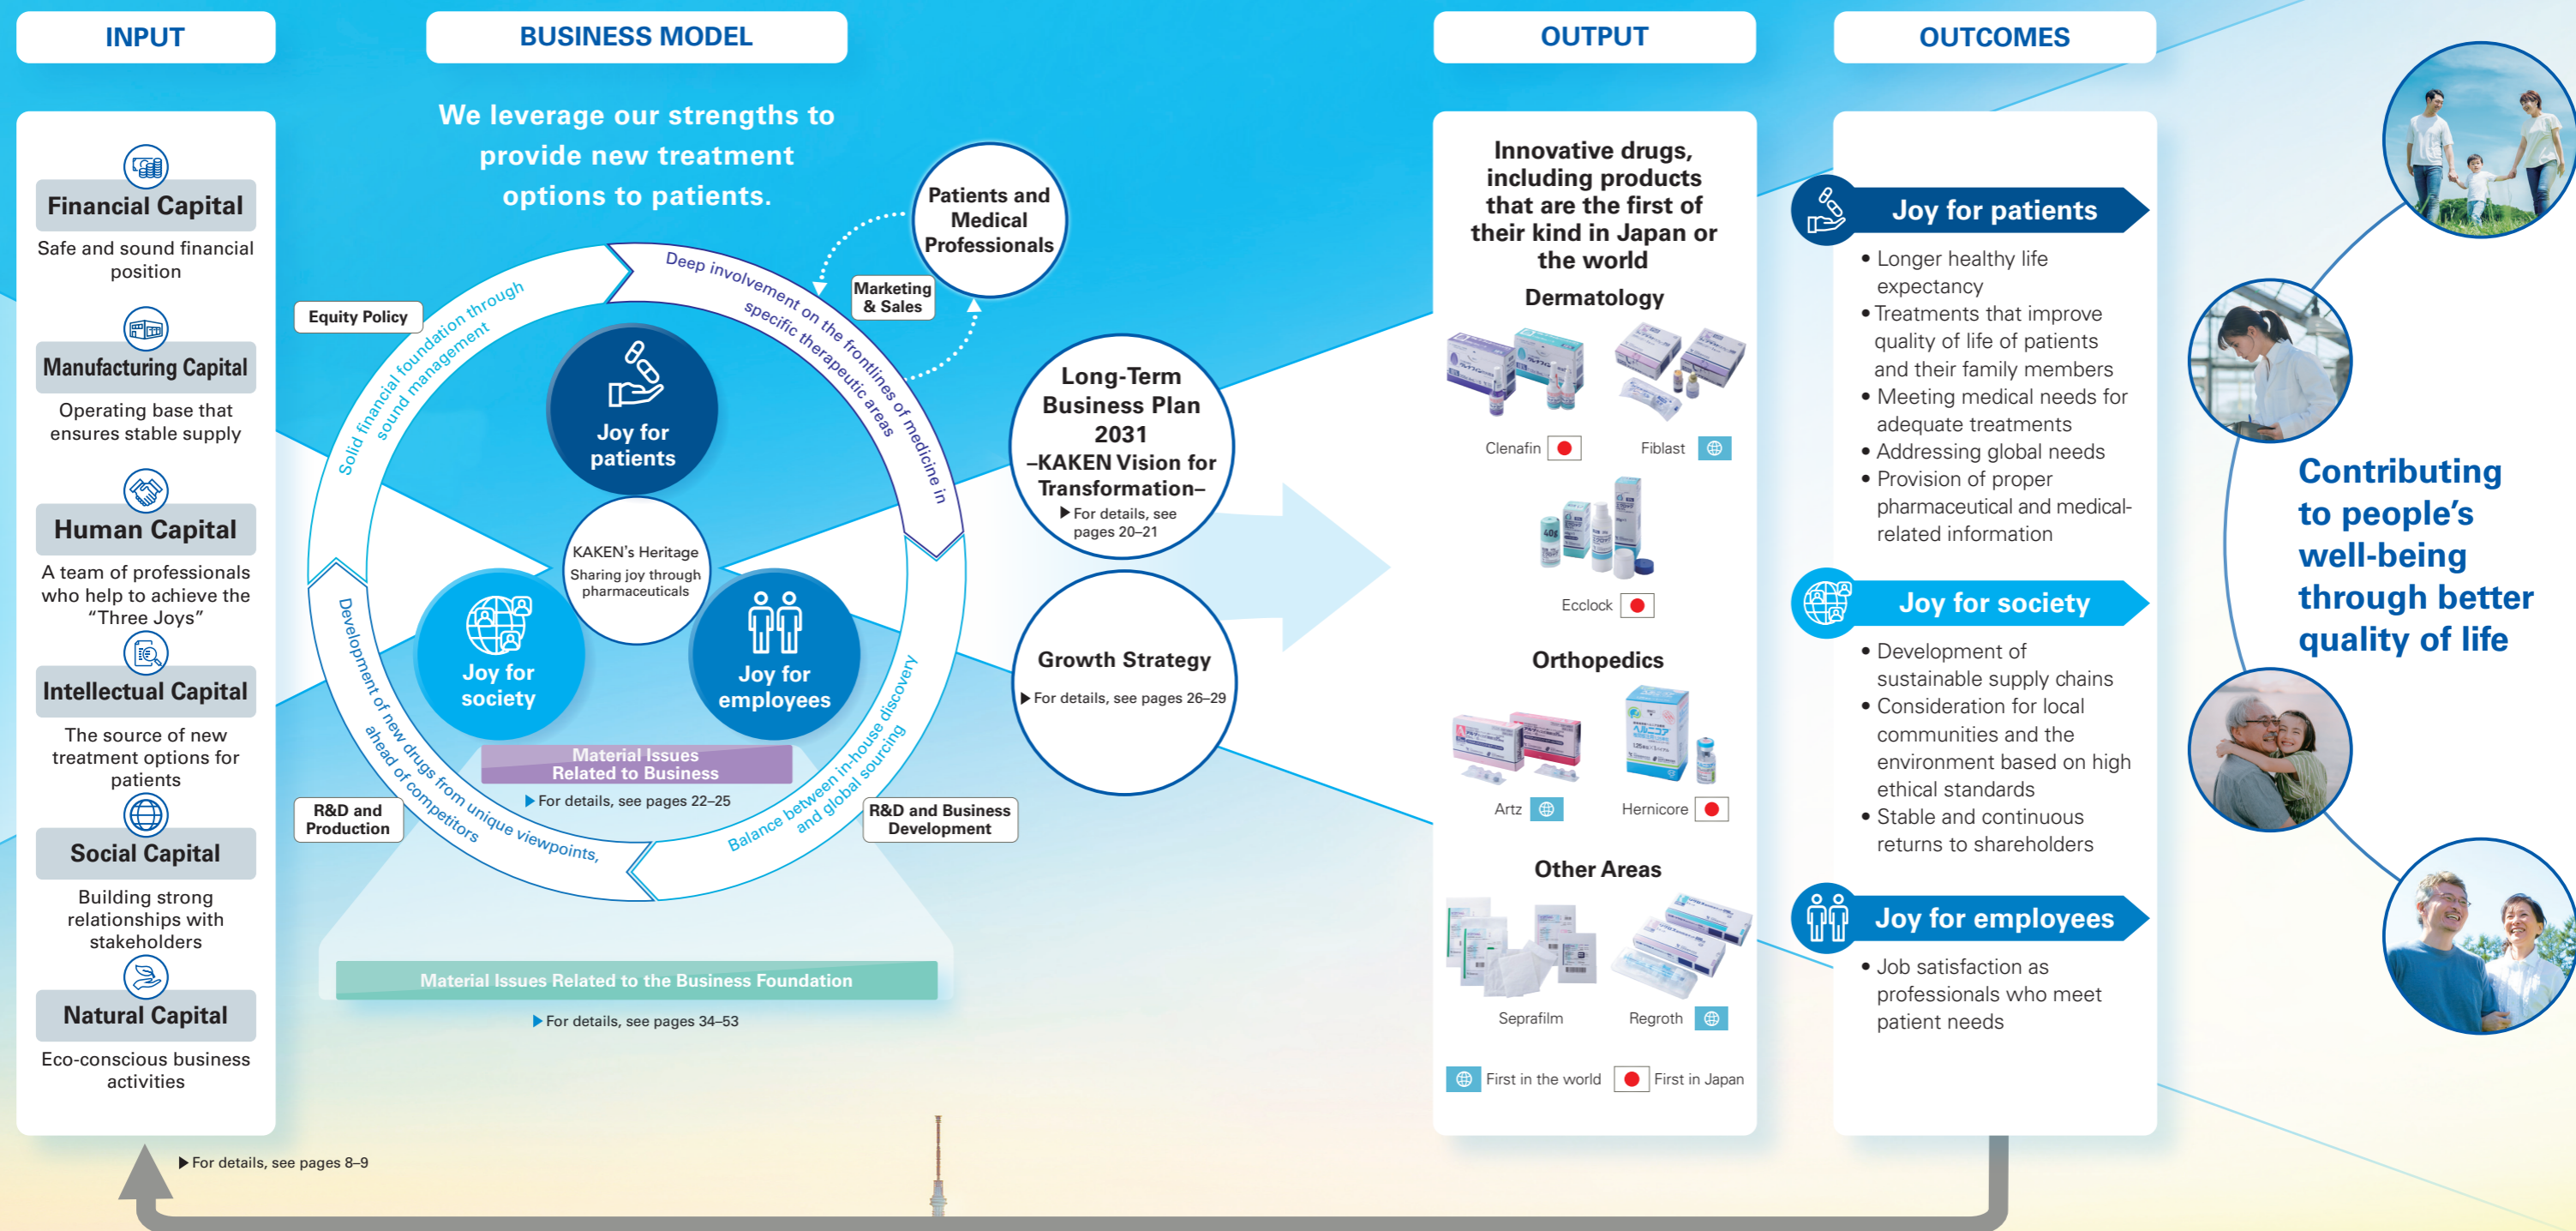 INPUT
BUSINESS MODEL
OUTPUT
OUTCOMES
Financial Capital
Safe and sound financial
position
Manufacturing Capital
Operating base that
ensures stable supply
Human Capital
A team of professionals
who help to achieve the
“Three Joys”
Intellectual Capital
The source of new
treatment options for
patients
Social Capital
Building strong
relationships with
stakeholders
Natural Capital
Eco-conscious business
activities
▶For details, see pages 8–9
We leverage our strengths to
provide new treatment
options to patients.
Patients and
Medical
Professionals
Marketing
& Sales
Equity Policy
Solid financial foundation through
sound management
Deep involvement on the frontlines of medicine in
specific therapeutic areas
Joy for
patients
KAKEN's Heritage
Sharing joy through
pharmaceuticals
Joy for
society
Joy for
employees
Development of new drugs from unique viewpoints,
ahead of competitors
Balance between in-house discovery
and global sourcing
Material Issues
Related to Business
▶For details, see pages 22–25
R&D and
Production
R&D and Business
Development
Material Issues Related to the Business Foundation
▶For details, see pages 34–53
Long-Term
Business Plan
2031
–KAKEN Vision for
Transformation–
▶For details, see
pages 20–21
Growth Strategy
▶For details, see pages 26–29
Innovative drugs,
including products
that are the first of
their kind in Japan or
the world
Dermatology
Clenafin
Fiblast
Ecclock
Orthopedics
ヘルニコア
Artz
Hernicore
Other Areas
Seprafilm
Regroth
First in the world
First in Japan
Joy for patients
• Longer healthy life
expectancy
• Treatments that improve
quality of life of patients
and their family members
• Meeting medical needs for
adequate treatments
• Addressing global needs
• Provision of proper
pharmaceutical and medical-
related information
Joy for society
• Development of
sustainable supply chains
• Consideration for local
communities and the
environment based on high
ethical standards
• Stable and continuous
returns to shareholders
Joy for employees
• Job satisfaction as
professionals who meet
patient needs
Contributing
to people’s
well-being
through better
quality of life